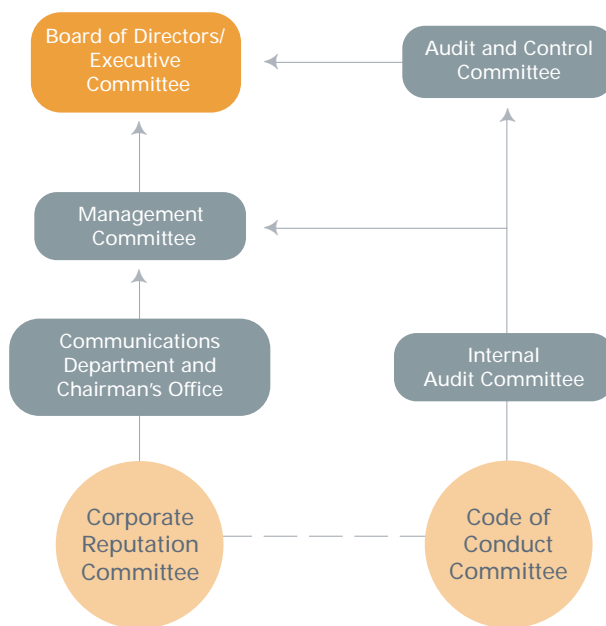 Board of Directors/
Executive
Committee
Audit and Control
Committee
Management
Committee
Communications
Department and
Chairman's Office
Internal
Audit Committee
Corporate
Reputation
Committee
Code of
Conduct
Committee